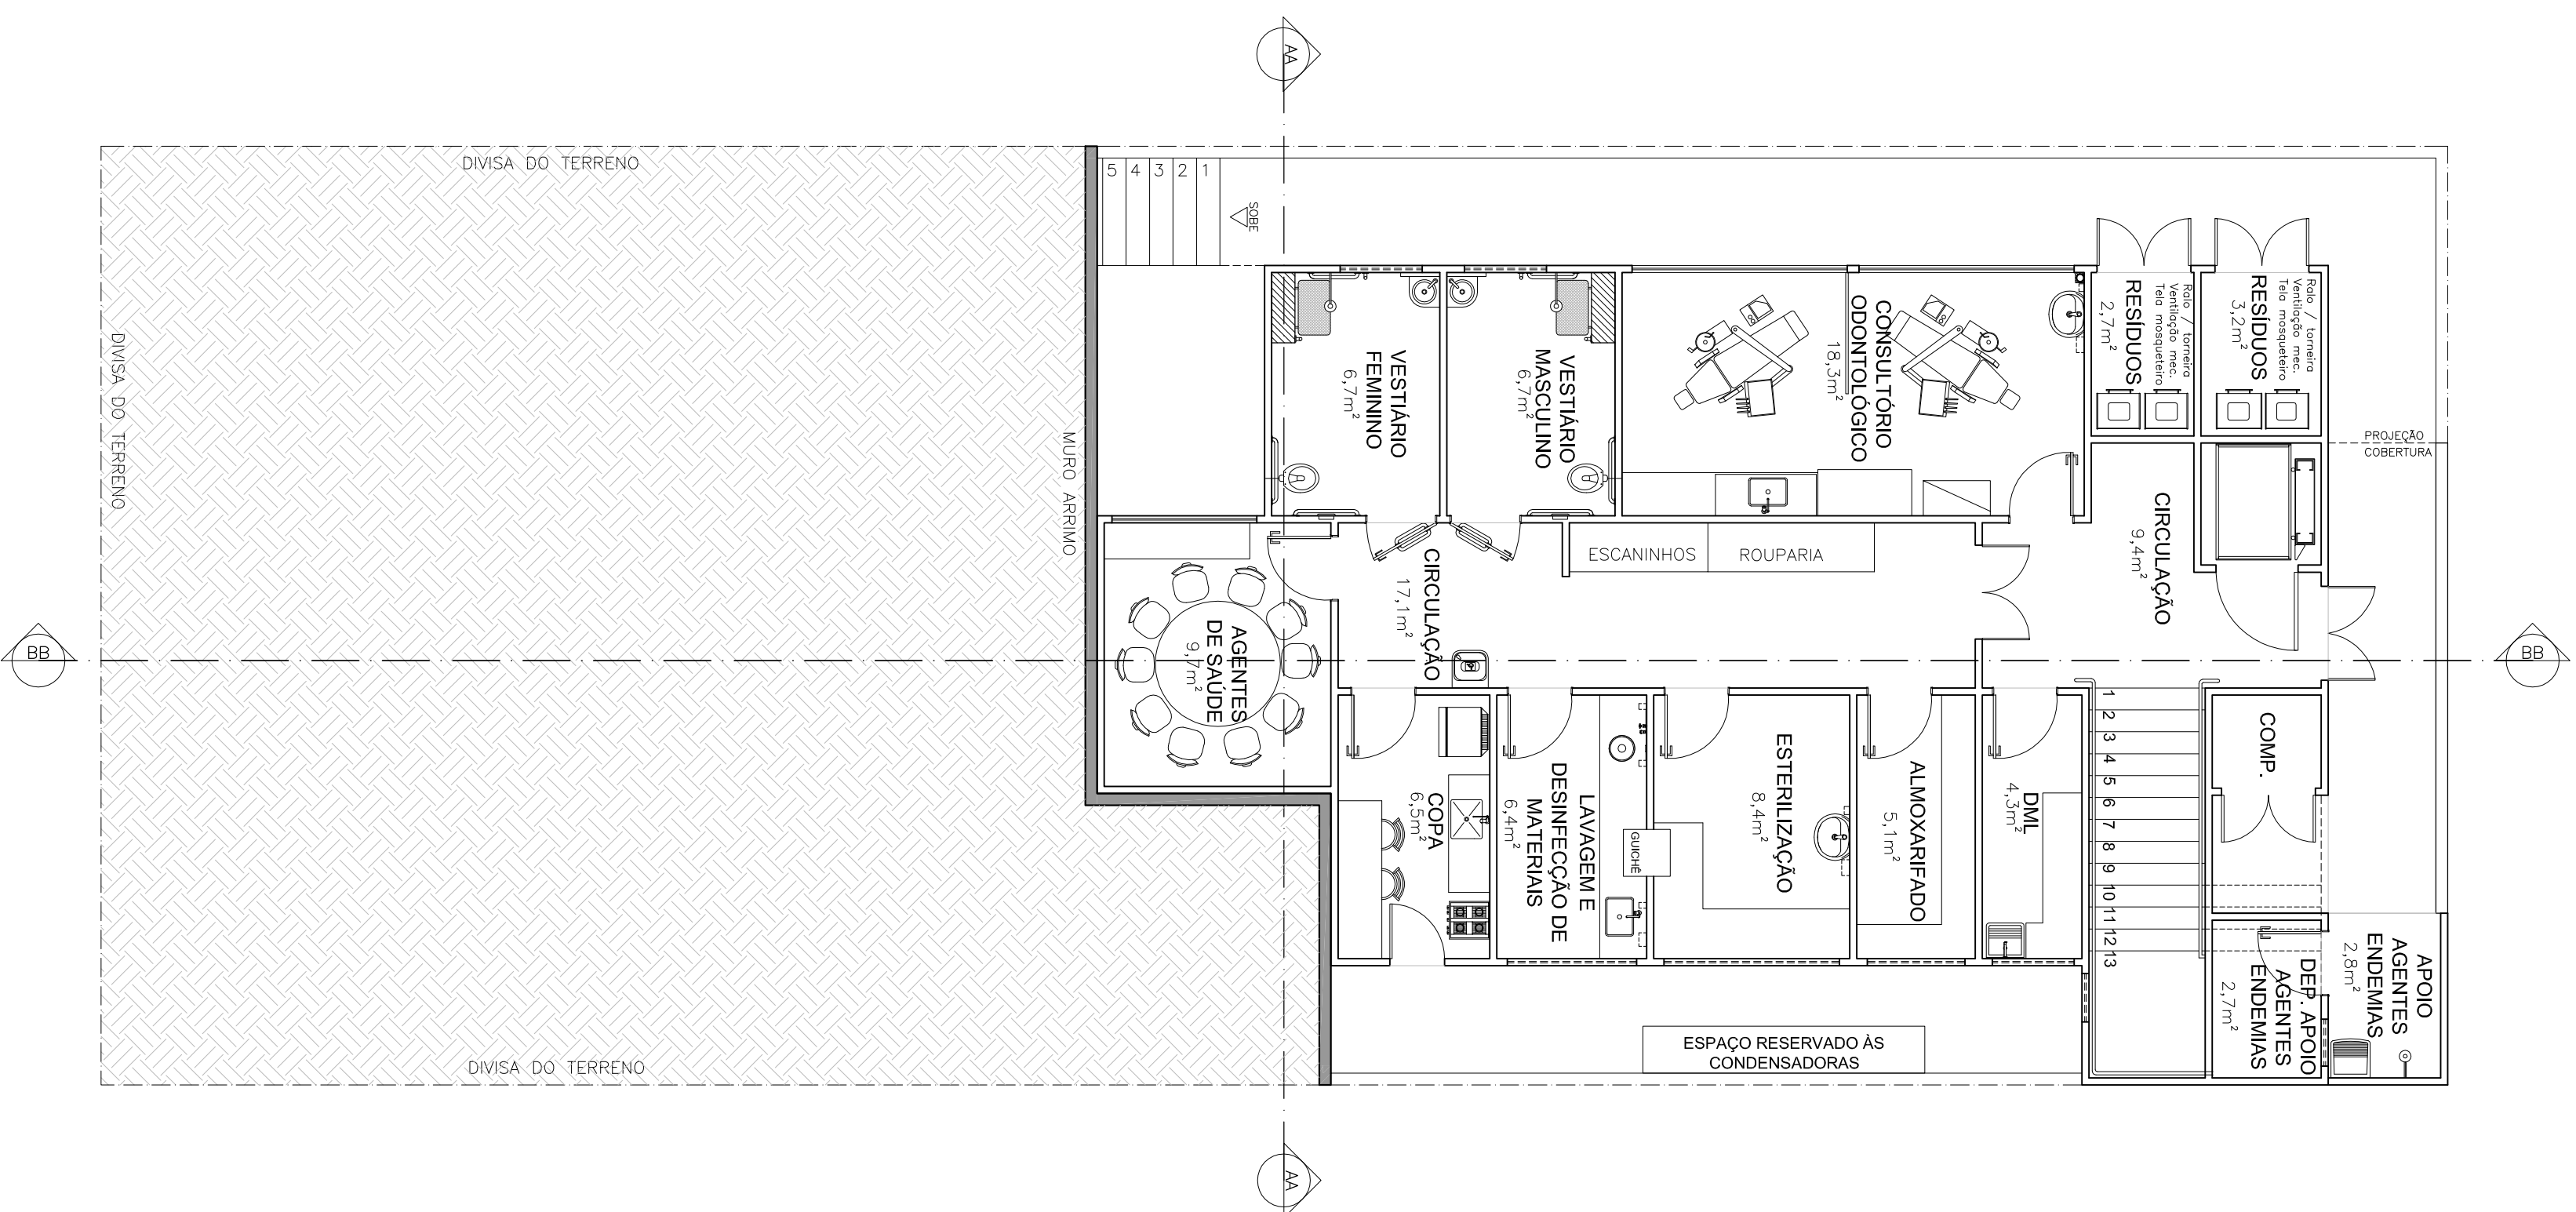 AA
DIVISA DO TERRENO
5 4 3 2 1
SOBE
DIVISA DO TERRENO
MURO ARRIMO
VESTIÁRIO
FEMININO
6,7m²
VESTIÁRIO
MASCULINO
6,7m²
CONSULTÓRIO
ODONTOLÓGICO
18,3m²
RESÍDUOS
2,7m²
Ralo / torneira
Ventilação mec.
Tela mosqueteiro
RESÍDUOS
3,2m²
Ralo / torneira
Ventilação mec.
Tela mosqueteiro
PROJEÇÃO
COBERTURA
CIRCULAÇÃO
9,4m²
ESCANINHOS
ROUPARIA
CIRCULAÇÃO
17,1m²
AGENTES
DE SAÚDE
9,7m²
BB
BB
COPA
6,5m²
LAVAGEM E
DESINFECÇÃO DE
MATERIAIS
6,4m²
GUICHÊ
ESTERILIZAÇÃO
8,4m²
ALMOXARIFADO
5,1m²
DML
4,3m²
1
2
3
4
5
6
7
8
9
10
11
12
13
COMP.
DEP. APOIO
AGENTES
ENDEMIAS
2,7m²
APOIO
AGENTES
ENDEMIAS
2,8m²
ESPAÇO RESERVADO ÀS
CONDENSADORAS
DIVISA DO TERRENO
AA